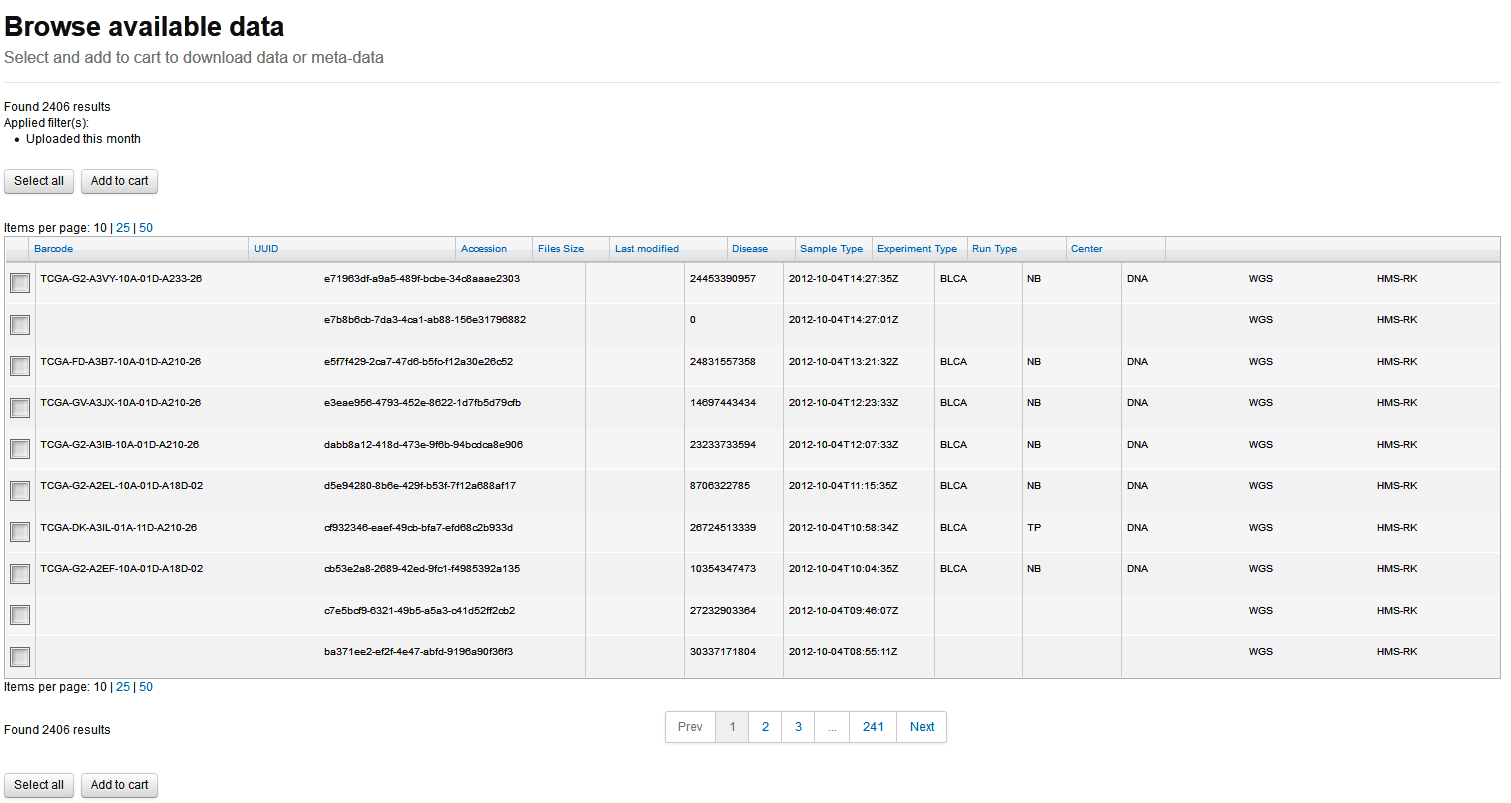 Browse available data
Select and add to cart to download data or meta-data
Found 2406 results
Applied filter(s):
• Uploaded this month
Select all Add to cart
Items per page: 10 | 25 | 50
Barcode UUID Accession Files Size Last modified Disease Sample Type Experiment Type Run Type Center
TCGA-G2-A3VY-10A-01D-A233-26 e71963df-a9a5-489f-bcbe-34c8aaae2303 24453390957 2012-10-04T14:27:35Z BLCA NB DNA WGS HMS-RK
e7b8b6cb-7da3-4ca1-ab88-156e31796882 0 2012-10-04T14:27:01Z WGS HMS-RK
TCGA-FD-A3B7-10A-01D-A210-26 e5f7f429-2ca7-47d6-b5fc-f12a30e26c52 24831557358 2012-10-04T13:21:32Z BLCA NB DNA WGS HMS-RK
TCGA-GV-A3JX-10A-01D-A210-26 e3eae956-4793-452e-8622-1d7fb5d79cfb 14697443434 2012-10-04T12:23:33Z BLCA NB DNA WGS HMS-RK
TCGA-G2-A3IB-10A-01D-A210-26 dabb8a12-418d-473e-9f6b-94bcdca8e906 23233733594 2012-10-04T12:07:33Z BLCA NB DNA WGS HMS-RK
TCGA-G2-A2EL-10A-01D-A18D-02 d5e94280-8b6e-429f-b53f-7f12a688af17 8706322785 2012-10-04T11:15:35Z BLCA NB DNA WGS HMS-RK
TCGA-DK-A3IL-01A-11D-A210-26 cf932346-eaef-49cb-bfa7-efd68c2b933d 26724513339 2012-10-04T10:58:34Z BLCA TP DNA WGS HMS-RK
TCGA-G2-A2EF-10A-01D-A18D-02 cb53e2a8-2689-42ed-9fc1-f4985392a135 10354347473 2012-10-04T10:04:35Z BLCA NB DNA WGS HMS-RK
c7e5bcf9-6321-49b5-a5a3-c41d52ff2cb2 27232903364 2012-10-04T09:46:07Z WGS HMS-RK
ba371ee2-ef2f-4e47-abfd-9196a90f36f3 30337171804 2012-10-04T08:55:11Z WGS HMS-RK
Items per page: 10 | 25 | 50
Found 2406 results
Prev 1 2 3 ... 241 Next
Select all Add to cart